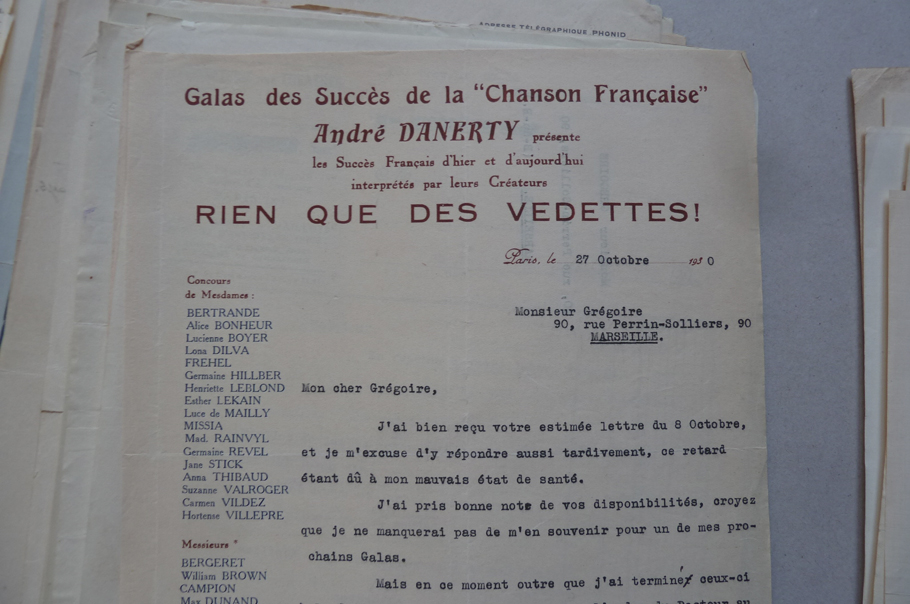 ADRESSE TÉLÉGRAPHIQUE PHONID
Galas des Succès de la "Chanson Française"
André DANERTY présente
les Succès Français d'hier et d'aujourd'hui
interprétés par leurs Créateurs
RIEN QUE DES VEDETTES!
Paris, le 27 Octobre 1930
Concours
de Mesdames :
BERTRANDE
Alice BONHEUR
Lucienne BOYER
Lona DILVA
FREHEL
Germaine HILLBER
Henriette LEBLOND
Esther LEKAIN
Luce de MAILLY
MISSIA
Mad. RAINVYL
Germaine REVEL
Jane STICK
Anna THIBAUD
Suzanne VALROGER
Carmen VILDEZ
Hortense VILLEPRE
Messieurs
BERGERET
William BROWN
CAMPION
Max DUNAND
Monsieur Grégoire
90, rue Perrin-Solliers, 90
MARSEILLE.
Mon cher Grégoire,
J'ai bien reçu votre estimée lettre du 8 Octobre,
et je m'excuse d'y répondre aussi tardivement, ce retard
étant dû à mon mauvais état de santé.
J'ai pris bonne note de vos disponibilités, croyez
que je ne manquerai pas de m'en souvenir pour un de mes pro-
chains Galas.
Mais en ce moment outre que j'ai terminé ceux-ci